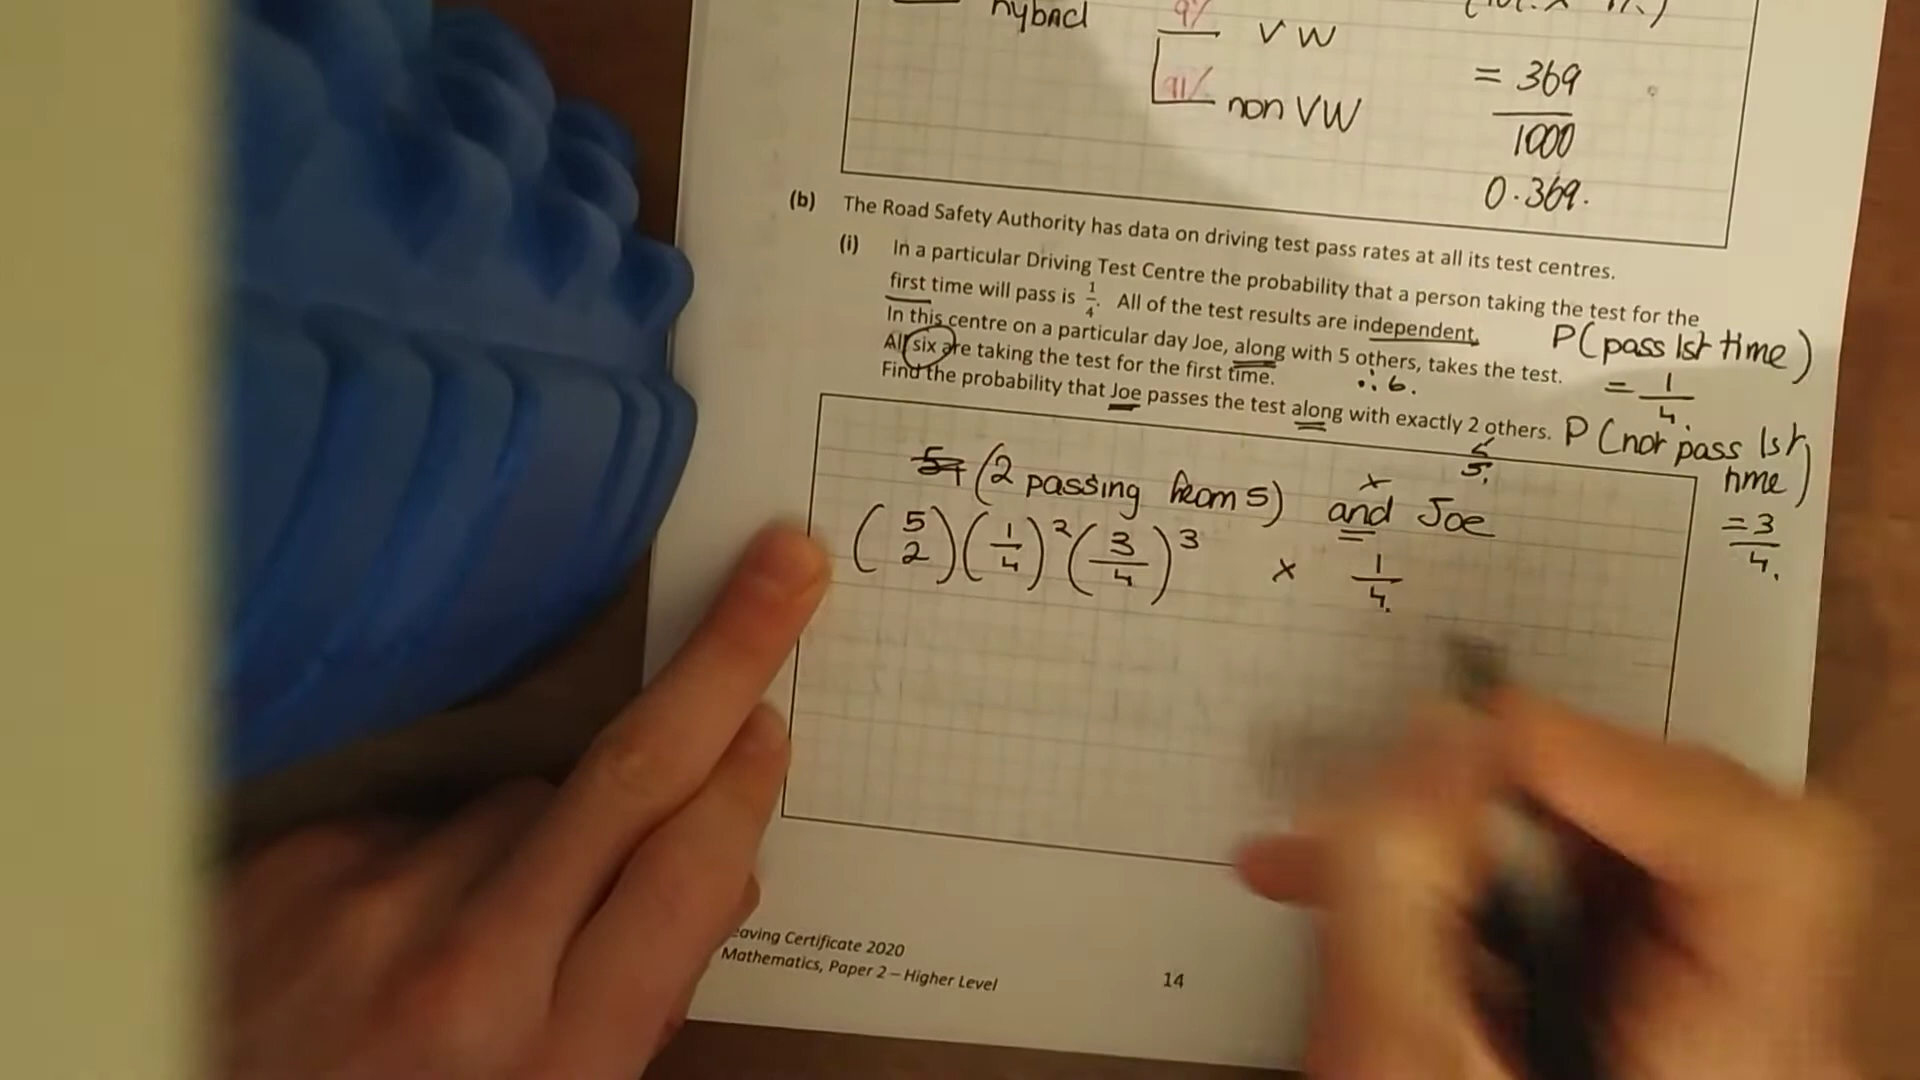 hybrid 9% VW
91% non VW
= 369
1000
0.369.
(b) The Road Safety Authority has data on driving test pass rates at all its test centres.
(i) In a particular Driving Test Centre the probability that a person taking the test for the
first time will pass is 1/4. All of the test results are independent.
In this centre on a particular day Joe, along with 5 others, takes the test.
All six are taking the test for the first time. ∴ 6.
Find the probability that Joe passes the test along with exactly 2 others.
5.
P(pass 1st time)
= 1
4.
P(not pass 1st
time)
= 3
4.
(2 passing from 5) × and Joe
(5 2)(1/4)²(3/4)³ × 1/4.
eaving Certificate 2020
Mathematics, Paper 2 – Higher Level
14